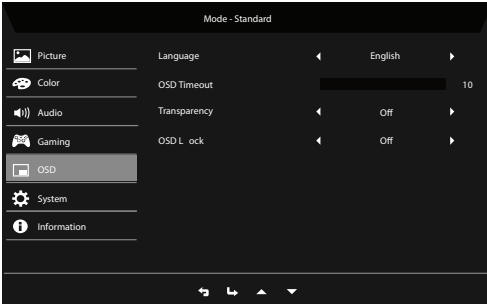 Mode - Standard
Picture
Language English
Color
OSD Timeout 10
Audio
Transparency Off
Gaming
OSD L ock Off
OSD
System
Information